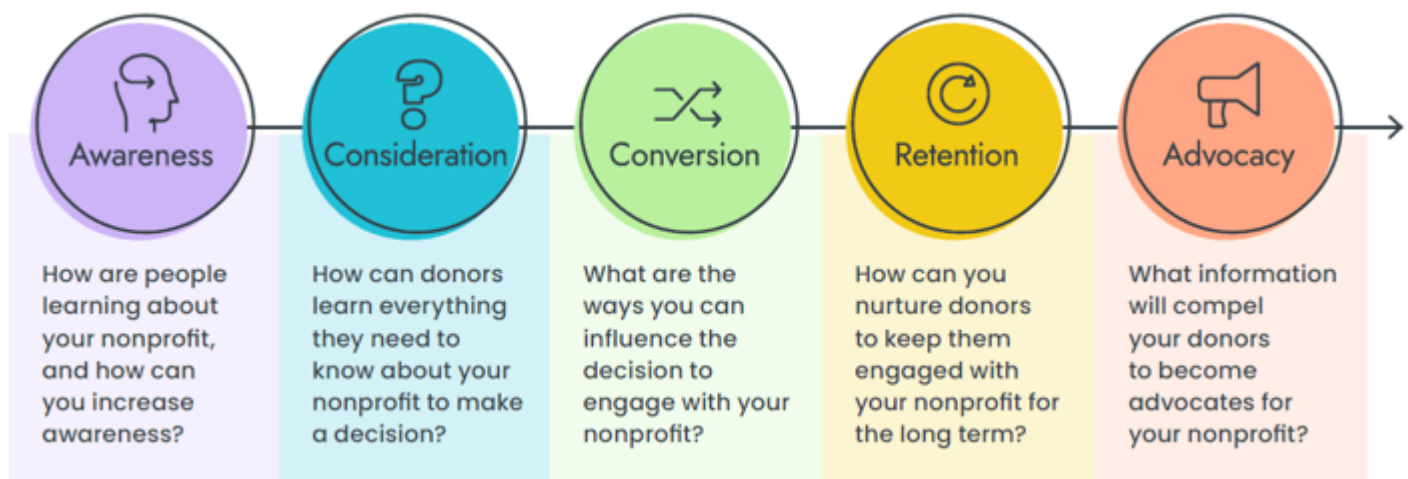 Awareness
How are people
learning about
your nonprofit,
and how can
you increase
awareness?
Consideration
How can donors
learn everything
they need to
know about your
nonprofit to make
a decision?
Conversion
What are the
ways you can
influence the
decision to
engage with your
nonprofit?
Retention
How can you
nurture donors
to keep them
engaged with
your nonprofit for
the long term?
Advocacy
What information
will compel
your donors
to become
advocates for
your nonprofit?